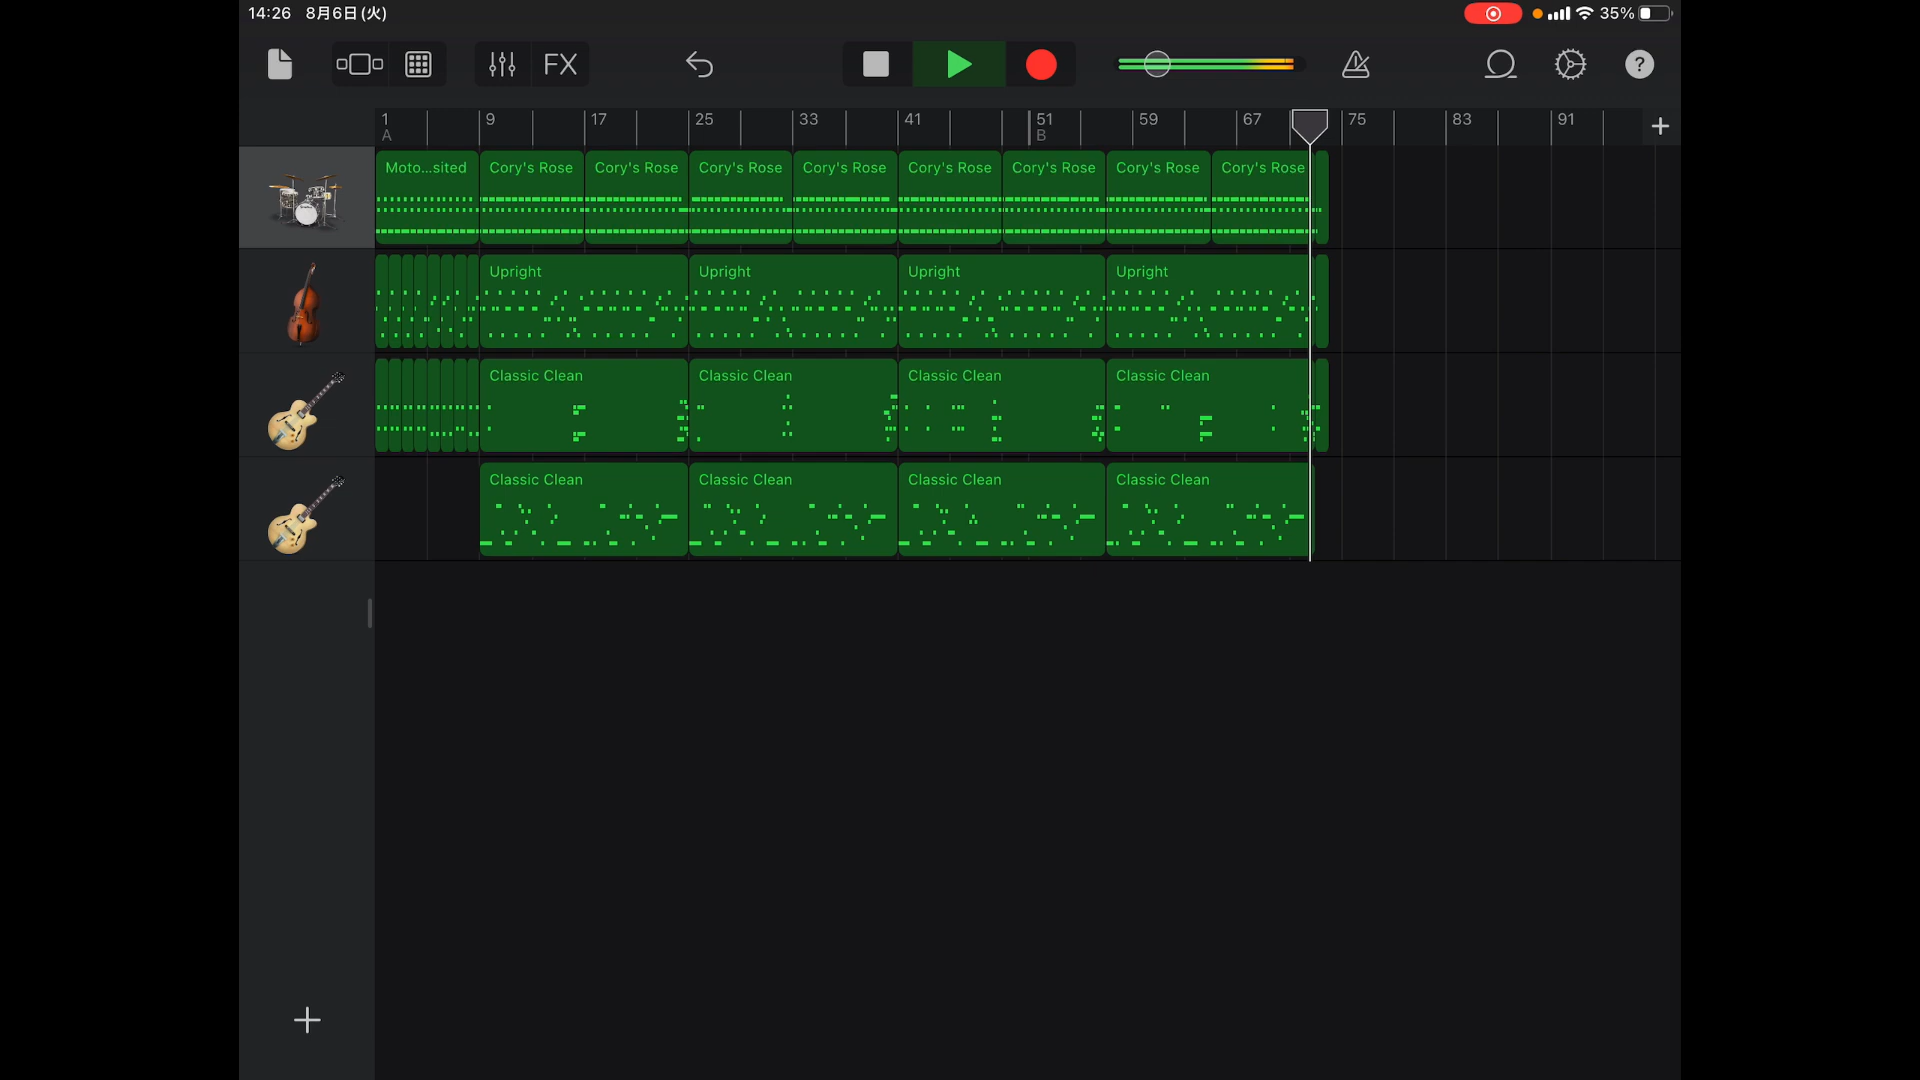 14:26 8月6日(火) 35%
FX ?
1 9 17 25 33 41 51 59 67 75 83 91
A B
Moto...sited Cory's Rose Cory's Rose Cory's Rose Cory's Rose Cory's Rose Cory's Rose Cory's Rose Cory's Rose
Upright Upright Upright Upright
Classic Clean Classic Clean Classic Clean Classic Clean
Classic Clean Classic Clean Classic Clean Classic Clean